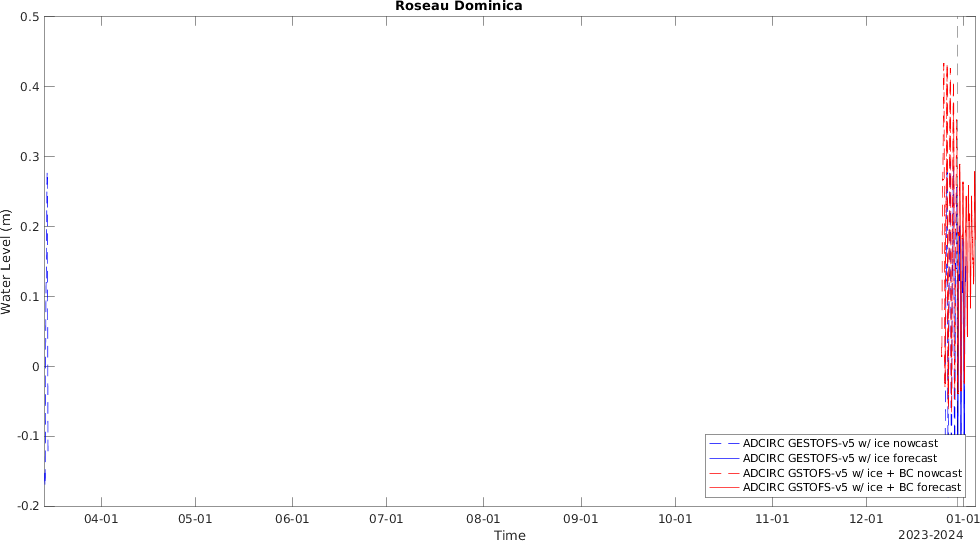 Roseau Dominica
0.5
0.4
0.3
0.2
0.1
0
-0.1
-0.2
Water Level (m)
ADCIRC GESTOFS-v5 w/ ice nowcast
ADCIRC GESTOFS-v5 w/ ice forecast
ADCIRC GSTOFS-v5 w/ ice + BC nowcast
ADCIRC GSTOFS-v5 w/ ice + BC forecast
04-01 05-01 06-01 07-01 08-01 09-01 10-01 11-01 12-01 01-01
Time
2023-2024